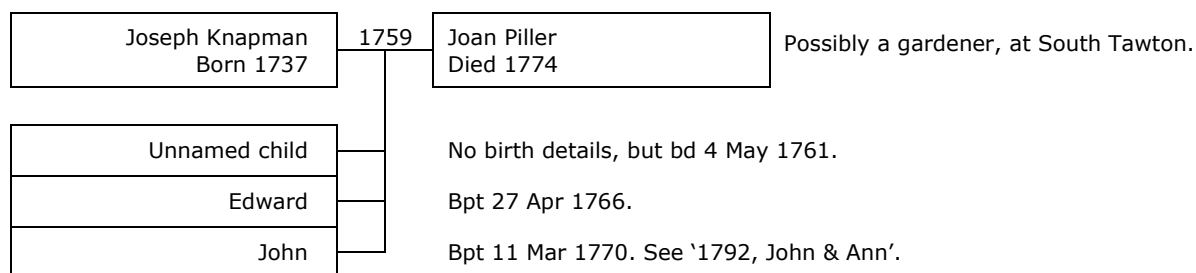 Joseph Knapman
Born 1737
1759
Joan Piller
Died 1774
Possibly a gardener, at South Tawton.
Unnamed child
No birth details, but bd 4 May 1761.
Edward
Bpt 27 Apr 1766.
John
Bpt 11 Mar 1770. See ‘1792, John & Ann’.